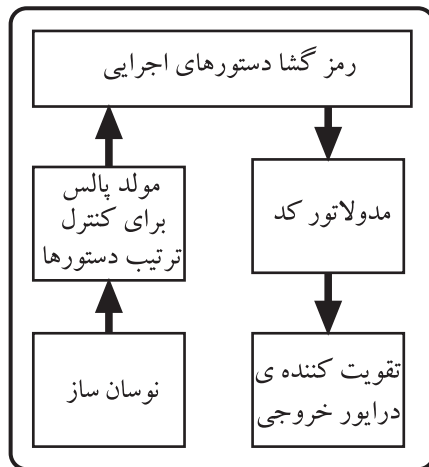 رمز گشا دستورهای اجرایی
مدولاتور کد
تقویت کننده ی
درایور خروجی
مولد پالس
برای کنترل
ترتیب دستورها
نوسان ساز